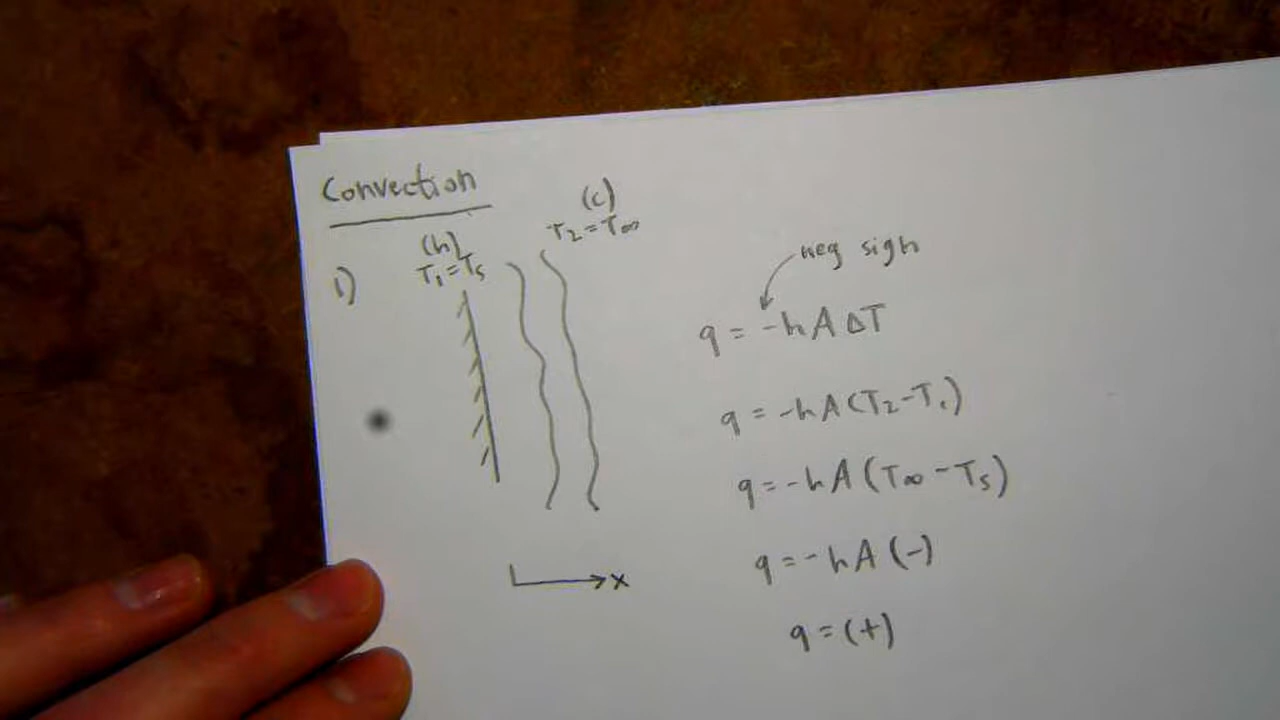 Convection
(c)
T₂=T∞
(h)
T₁=Ts
1)
neg sign
q = -hAΔT
q = -hA(T₂-T₁)
q = -hA(T∞-Ts)
q = -hA(-)
q = (+)
x